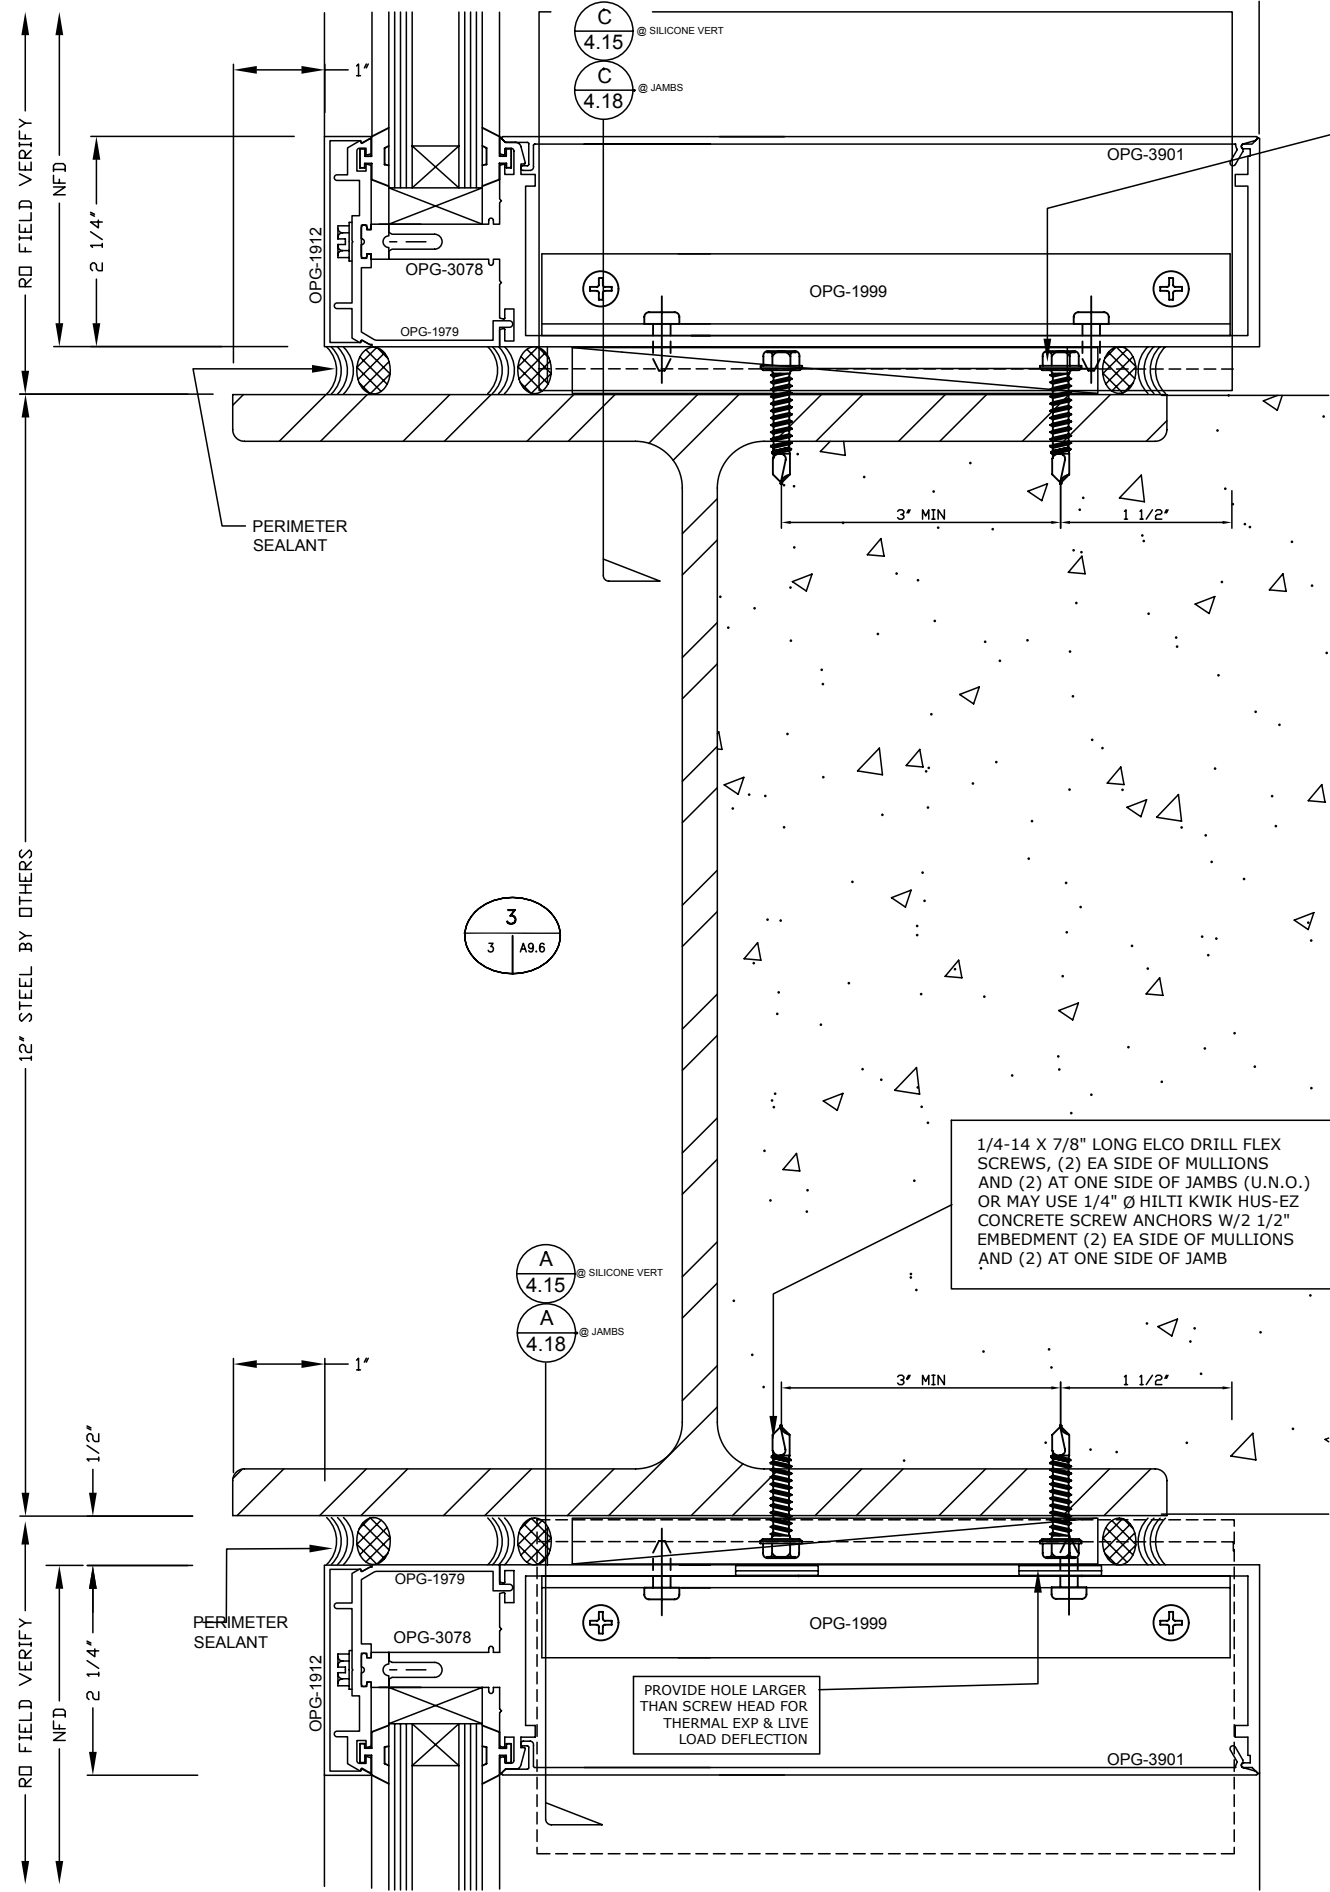 C
4.15
@ SILICONE VERT
C
4.18
@ JAMBS
1"
RO FIELD VERIFY
NFD
2 1/4"
OPG-1912
OPG-3078
OPG-1979
OPG-3901
OPG-1999
PERIMETER
SEALANT
3" MIN
1 1/2"
12" STEEL BY OTHERS
3
3
A9.6
1/4-14 X 7/8" LONG ELCO DRILL FLEX
SCREWS, (2) EA SIDE OF MULLIONS
AND (2) AT ONE SIDE OF JAMBS (U.N.O.)
OR MAY USE 1/4" Ø HILTI KWIK HUS-EZ
CONCRETE SCREW ANCHORS W/2 1/2"
EMBEDMENT (2) EA SIDE OF MULLIONS
AND (2) AT ONE SIDE OF JAMB
A
4.15
@ SILICONE VERT
A
4.18
@ JAMBS
1"
3" MIN
1 1/2"
1/2"
PERIMETER
SEALANT
RO FIELD VERIFY
NFD
2 1/4"
OPG-1912
OPG-1979
OPG-3078
OPG-1999
PROVIDE HOLE LARGER
THAN SCREW HEAD FOR
THERMAL EXP & LIVE
LOAD DEFLECTION
OPG-3901